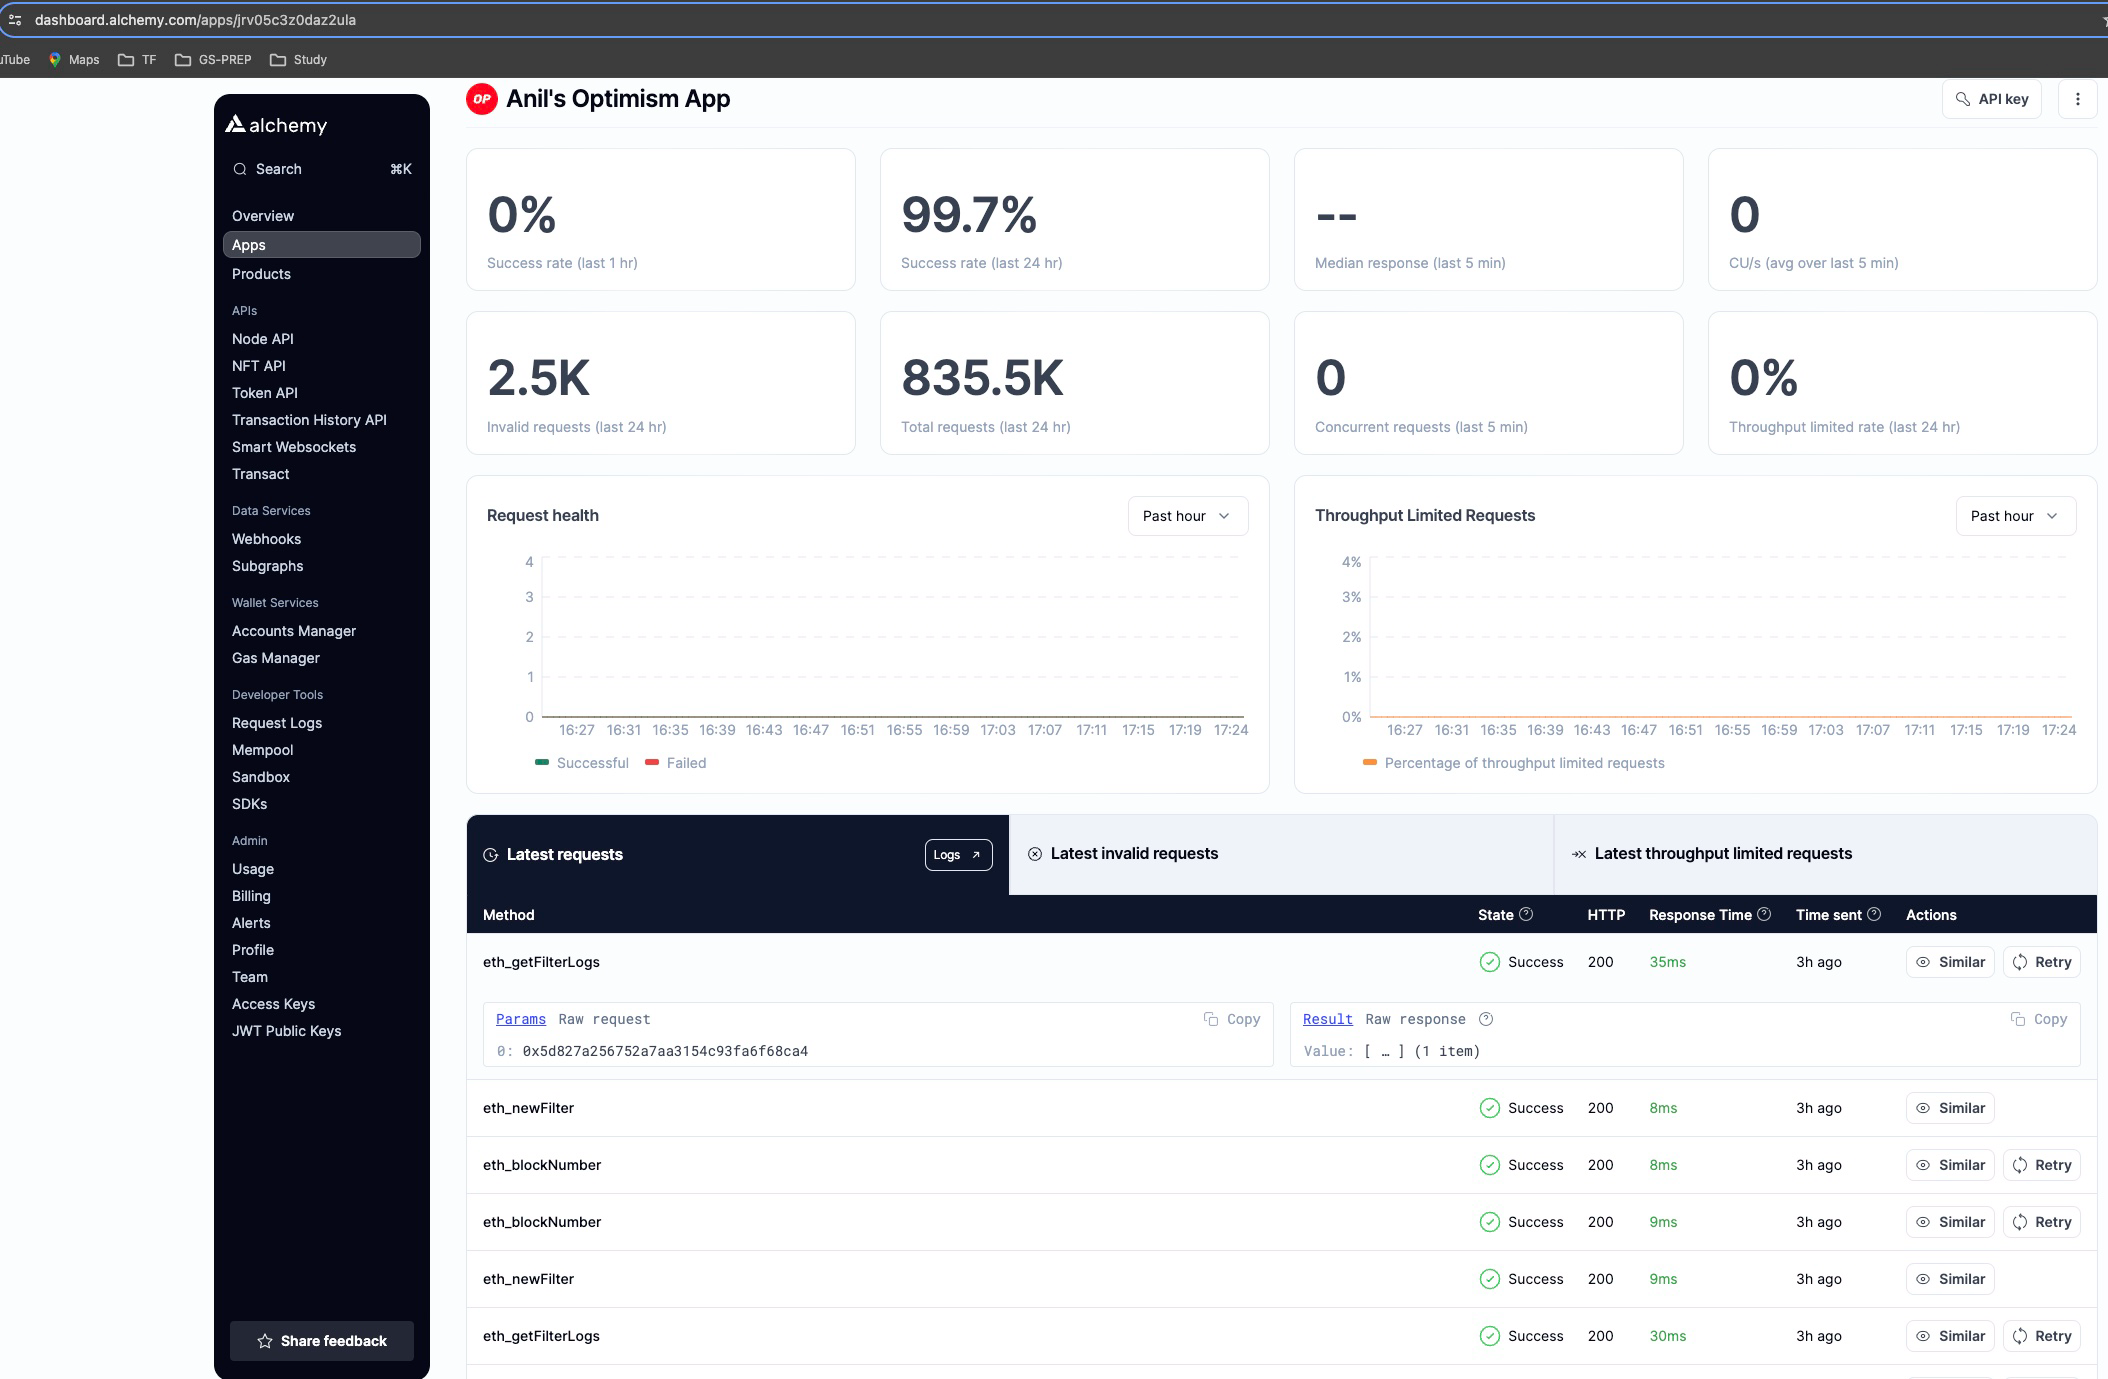 dashboard.alchemy.com/apps/jrv05c3z0daz2ula
Maps TF GS-PREP Study
alchemy
Search ⌘K
Overview
Apps
Products
APIs
Node API
NFT API
Token API
Transaction History API
Smart Websockets
Transact
Data Services
Webhooks
Subgraphs
Wallet Services
Accounts Manager
Gas Manager
Developer Tools
Request Logs
Mempool
Sandbox
SDKs
Admin
Usage
Billing
Alerts
Profile
Team
Access Keys
JWT Public Keys
Share feedback
OP Anil's Optimism App API key
0% 99.7% -- 0
Success rate (last 1 hr) Success rate (last 24 hr) Median response (last 5 min) CU/s (avg over last 5 min)
2.5K 835.5K 0 0%
Invalid requests (last 24 hr) Total requests (last 24 hr) Concurrent requests (last 5 min) Throughput limited rate (last 24 hr)
Request health Past hour
4
3
2
1
0
16:27 16:31 16:35 16:39 16:43 16:47 16:51 16:55 16:59 17:03 17:07 17:11 17:15 17:19 17:24
Successful Failed
Throughput Limited Requests Past hour
4%
3%
2%
1%
0%
16:27 16:31 16:35 16:39 16:43 16:47 16:51 16:55 16:59 17:03 17:07 17:11 17:15 17:19 17:24
Percentage of throughput limited requests
Latest requests Logs Latest invalid requests Latest throughput limited requests
Method State HTTP Response Time Time sent Actions
eth_getFilterLogs Success 200 35ms 3h ago Similar Retry
Params Raw request Copy
0: 0x5d827a256752a7aa3154c93fa6f68ca4
Result Raw response Copy
Value: [ … ] (1 item)
eth_newFilter Success 200 8ms 3h ago Similar
eth_blockNumber Success 200 8ms 3h ago Similar Retry
eth_blockNumber Success 200 9ms 3h ago Similar Retry
eth_newFilter Success 200 9ms 3h ago Similar
eth_getFilterLogs Success 200 30ms 3h ago Similar Retry